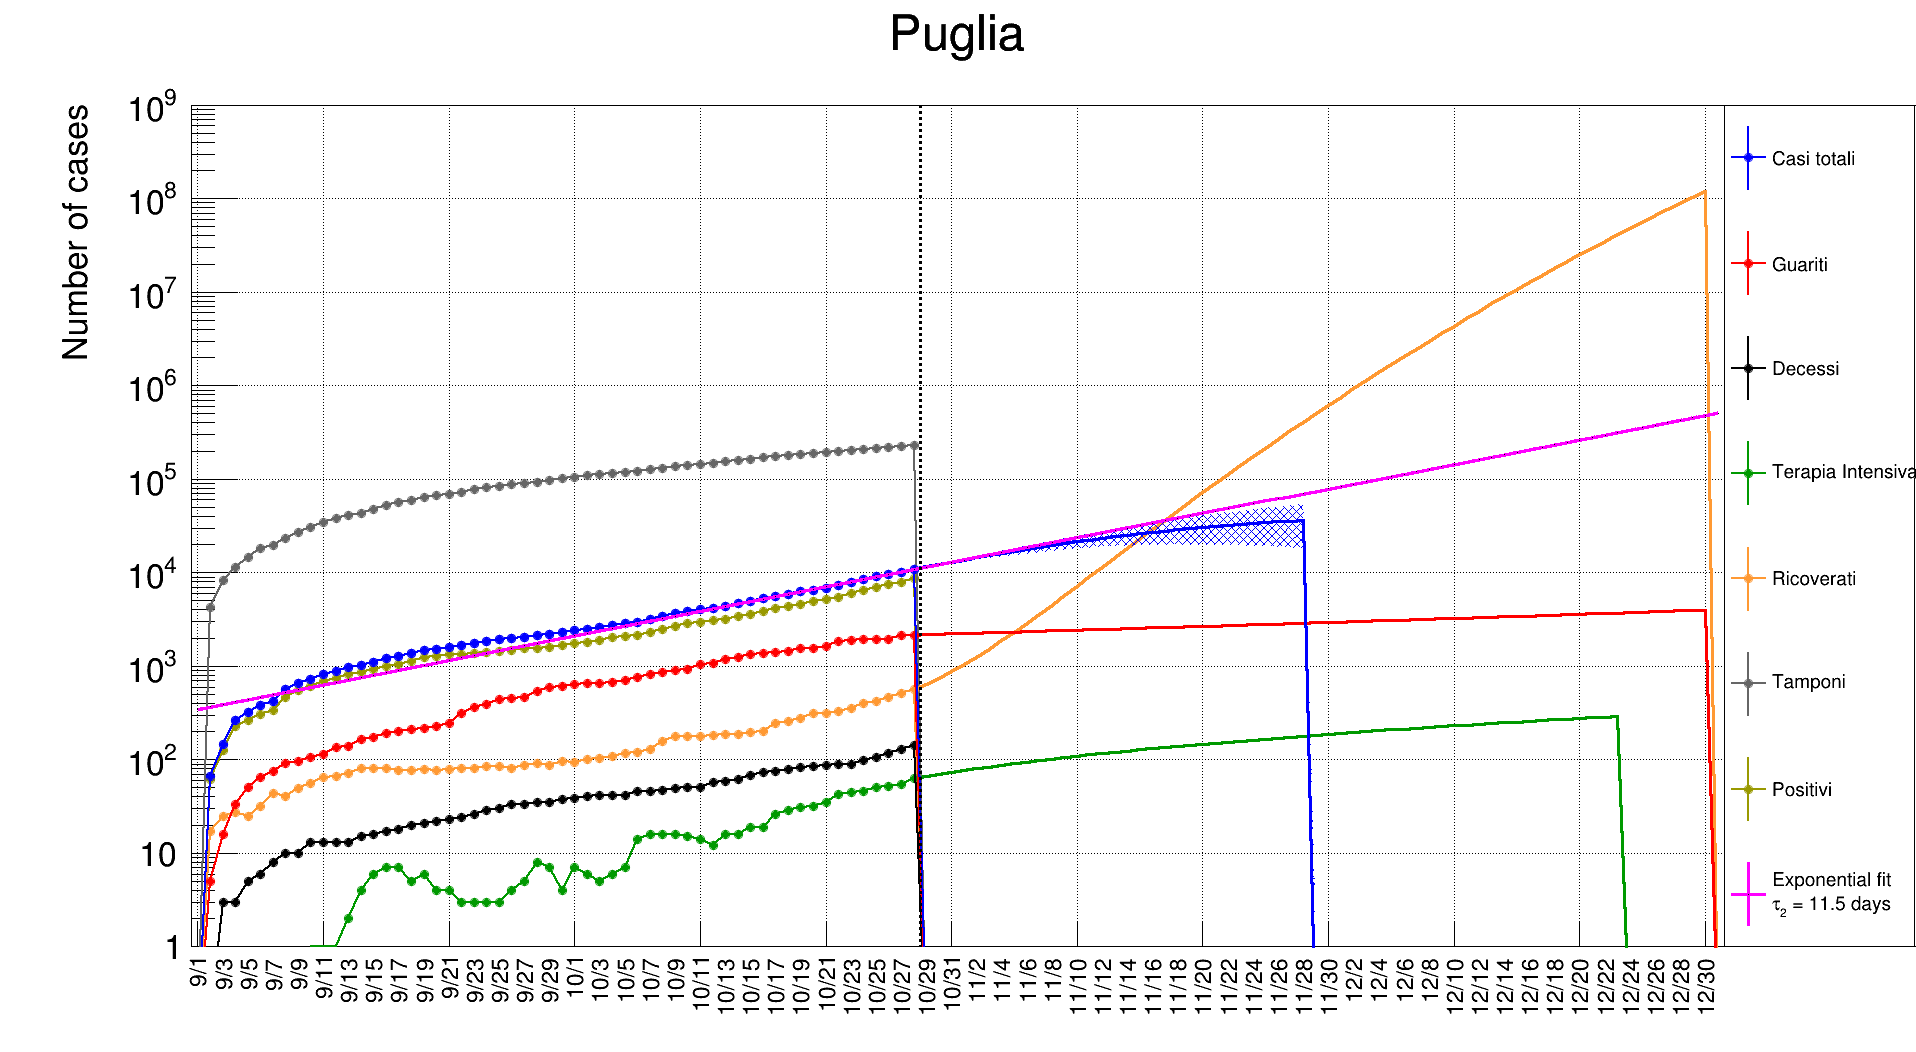 Puglia
Number of cases
10^9
10^8
10^7
10^6
10^5
10^4
10^3
10^2
10
1
9/1 9/3 9/5 9/7 9/9 9/11 9/13 9/15 9/17 9/19 9/21 9/23 9/25 9/27 9/29 10/1 10/3 10/5 10/7 10/9 10/11 10/13 10/15 10/17 10/19 10/21 10/23 10/25 10/27 10/29 10/31 11/2 11/4 11/6 11/8 11/10 11/12 11/14 11/16 11/18 11/20 11/22 11/24 11/26 11/28 11/30 12/2 12/4 12/6 12/8 12/10 12/12 12/14 12/16 12/18 12/20 12/22 12/24 12/26 12/28 12/30
Casi totali
Guariti
Decessi
Terapia Intensiva
Ricoverati
Tamponi
Positivi
Exponential fit
τ_2 = 11.5 days